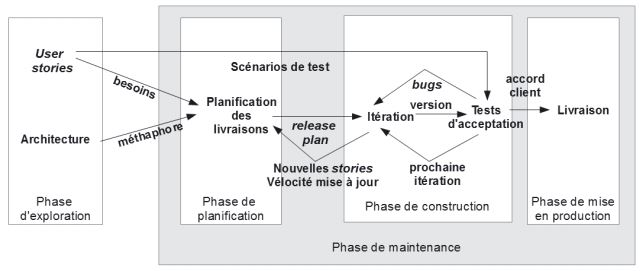 User
stories
besoins
Architecture
méthaphore
Phase
d'exploration
Scénarios de test
Planification
des
livraisons
release
plan
Nouvelles stories
Vélocité mise à jour
Phase de
planification
bugs
Itération
version
Tests
d'acceptation
prochaine
itération
Phase de construction
accord
client
Livraison
Phase de mise
en production
Phase de maintenance